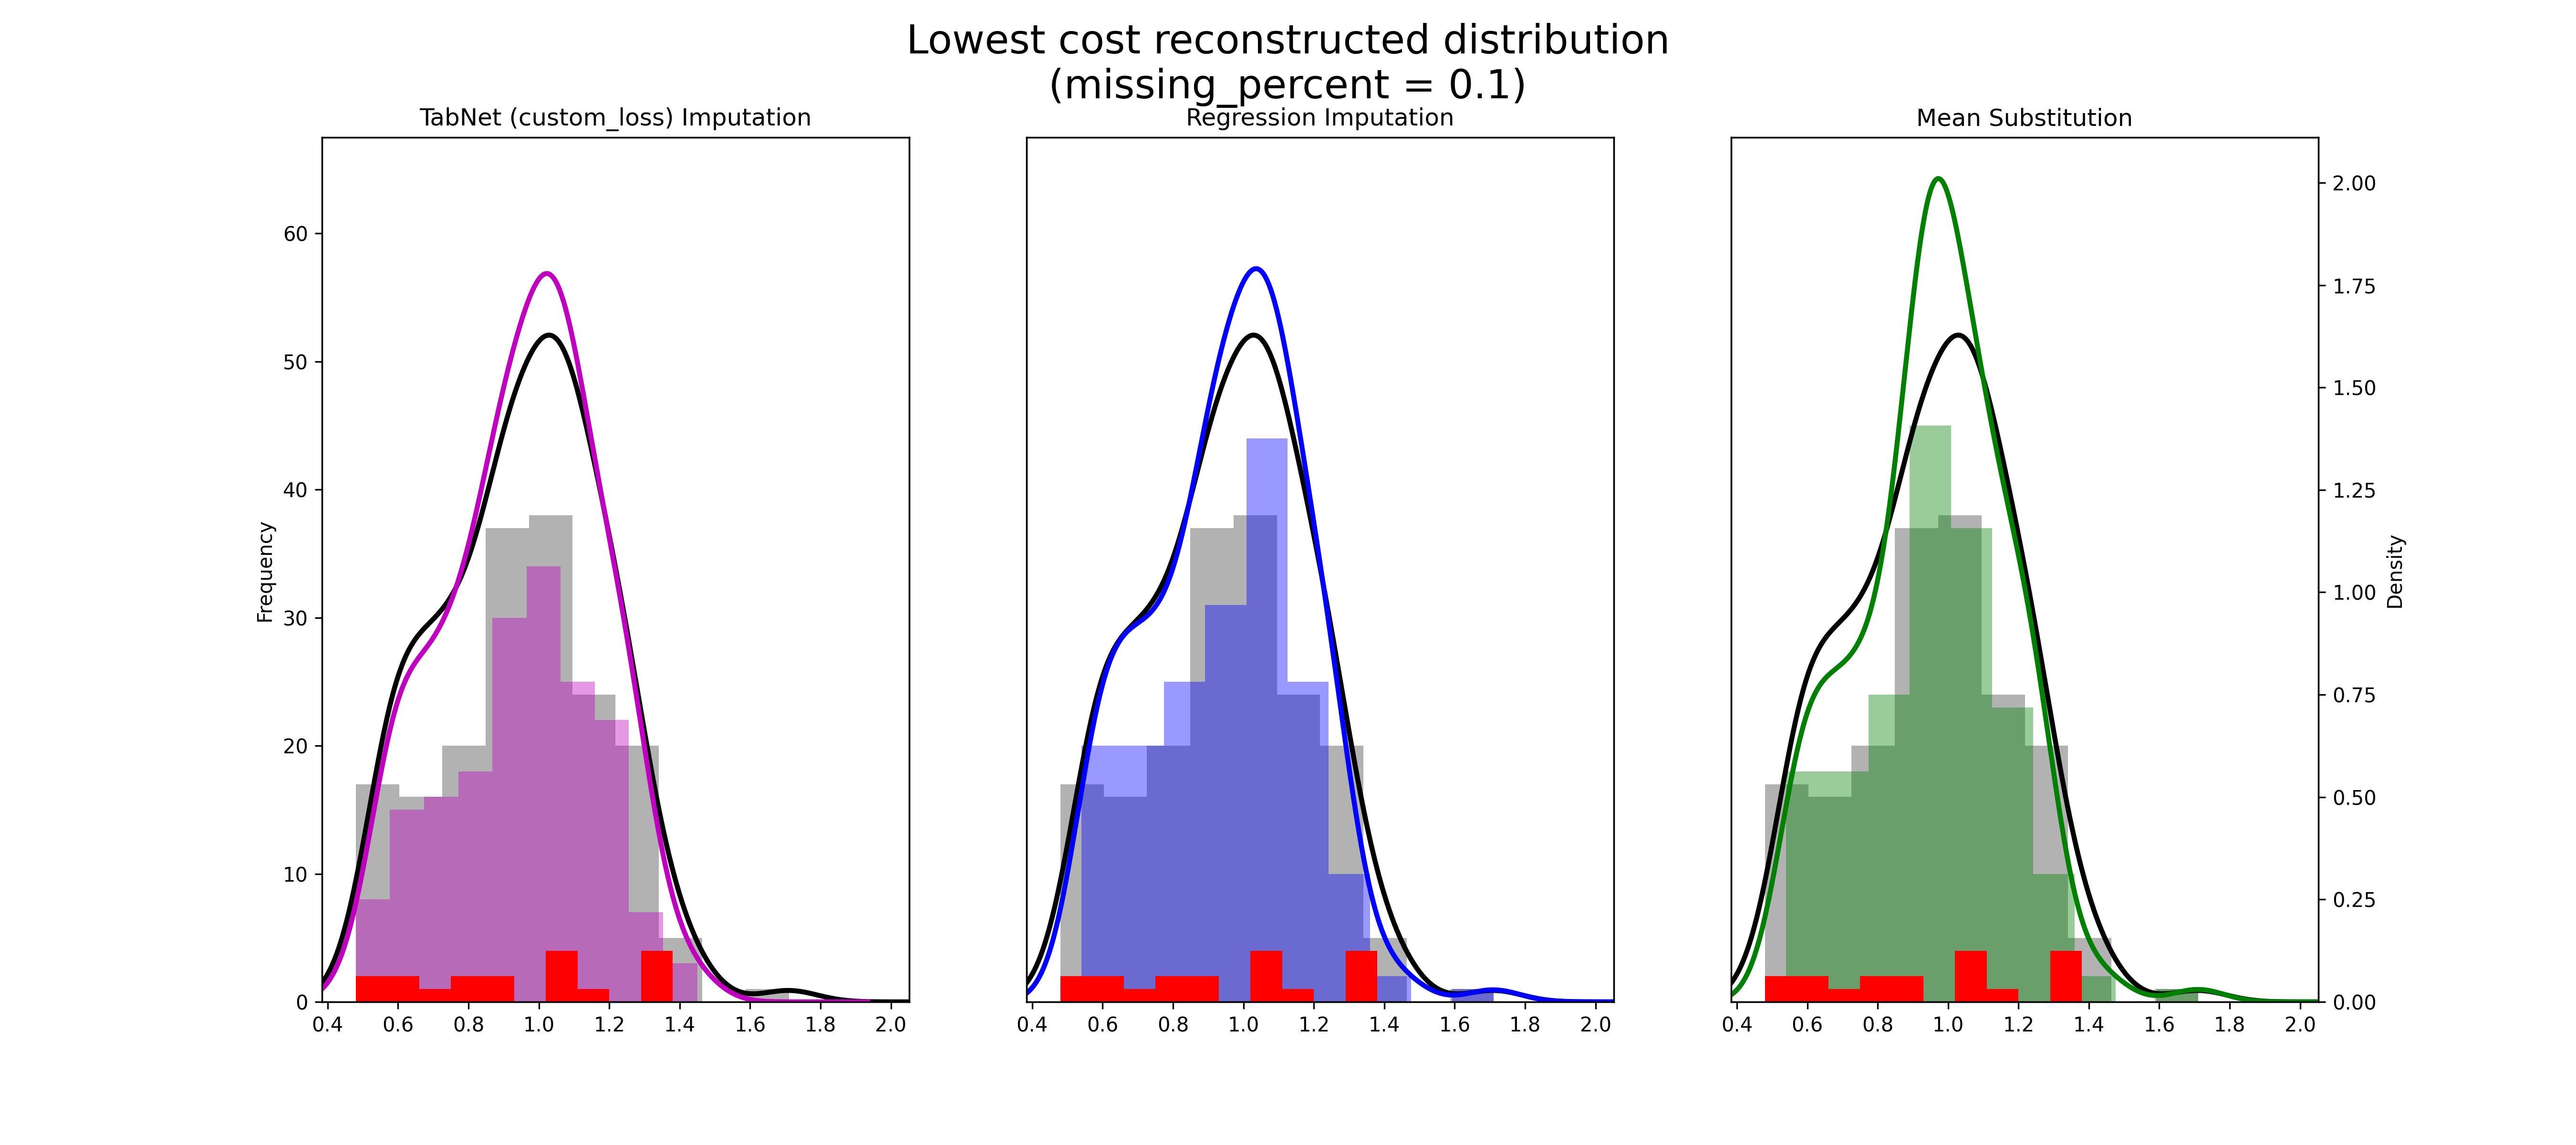 Lowest cost reconstructed distribution
(missing_percent = 0.1)
TabNet (custom_loss) Imputation
Regression Imputation
Mean Substitution
Frequency
60
50
40
30
20
10
0
0.4 0.6 0.8 1.0 1.2 1.4 1.6 1.8 2.0
0.4 0.6 0.8 1.0 1.2 1.4 1.6 1.8 2.0
0.4 0.6 0.8 1.0 1.2 1.4 1.6 1.8 2.0
2.00
1.75
1.50
1.25
1.00
0.75
0.50
0.25
0.00
Density